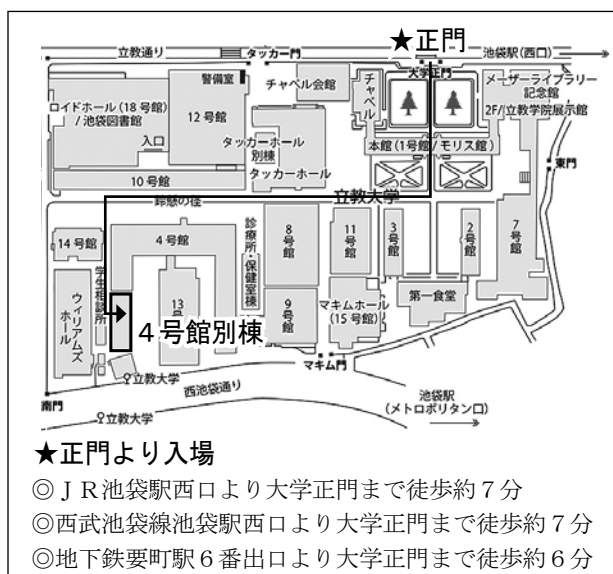 ★正門
立教通り
タッカー門
池袋駅(西口)
大学正門
警備室
チャペル会館
チャペル
メーザーライブラリー
記念館
2F/立教学院展示館
ロイドホール(18号館)
/池袋図書館
12号館
入口
タッカーホール
別棟
タッカーホール
本館(1号館/モリス館)
東門
10号館
立教大学
鈴懸の径
14号館
4号館
診療所・保健室棟
8号館
11号館
3号館
2号館
7号館
学生相談所
ウィリアムズ
ホール
13号館
9号館
マキムホール
(15号館)
第一食堂
4号館別棟
立教大学
マキム門
西池袋通り
池袋駅
(メトロポリタン口)
南門
立教大学
★正門より入場
◎JR池袋駅西口より大学正門まで徒歩約7分
◎西武池袋線池袋駅西口より大学正門まで徒歩約7分
◎地下鉄要町駅6番出口より大学正門まで徒歩約6分